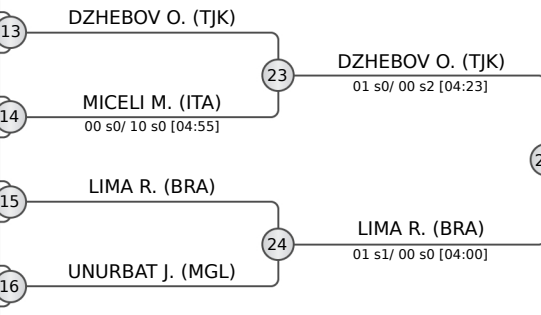 13
DZHEBOV O. (TJK)
23
DZHEBOV O. (TJK)
01 s0/ 00 s2 [04:23]
14
MICELI M. (ITA)
00 s0/ 10 s0 [04:55]
15
LIMA R. (BRA)
24
LIMA R. (BRA)
01 s1/ 00 s0 [04:00]
16
UNURBAT J. (MGL)